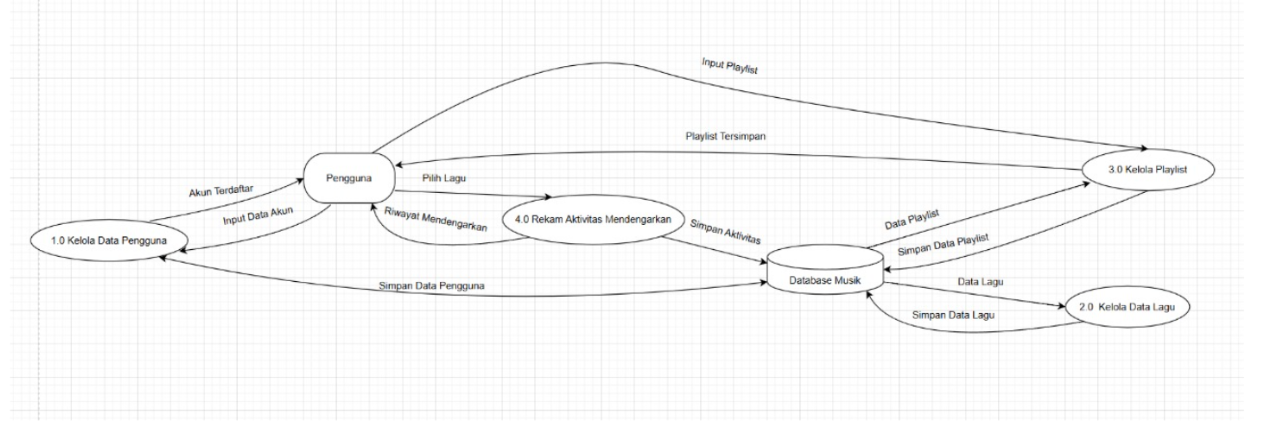 Input Playlist
Playlist Tersimpan
3.0 Kelola Playlist
Pengguna
Pilih Lagu
Akun Terdaftar
Input Data Akun
Riwayat Mendengarkan
4.0 Rekam Aktivitas Mendengarkan
Simpan Aktivitas
Data Playlist
Simpan Data Playlist
1.0 Kelola Data Pengguna
Database Musik
Simpan Data Pengguna
Data Lagu
2.0 Kelola Data Lagu
Simpan Data Lagu